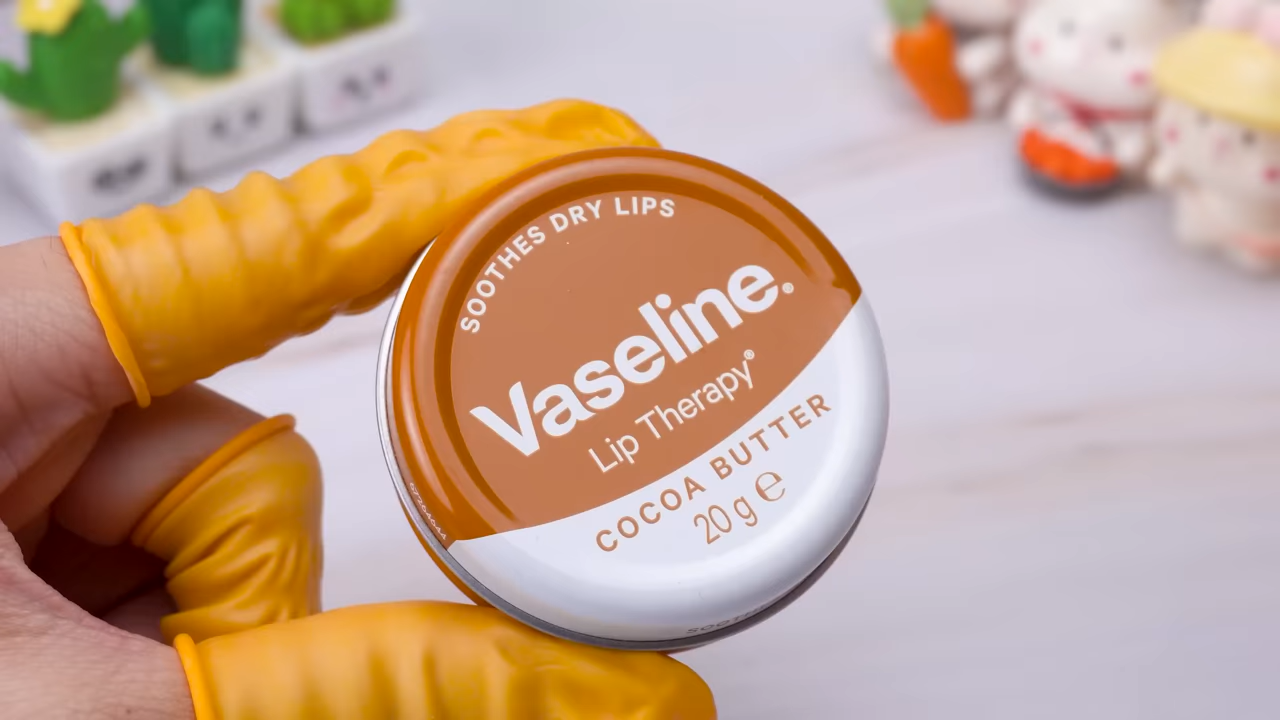 SOOTHES DRY LIPS
Vaseline®
Lip Therapy®
COCOA BUTTER
20 g ℮